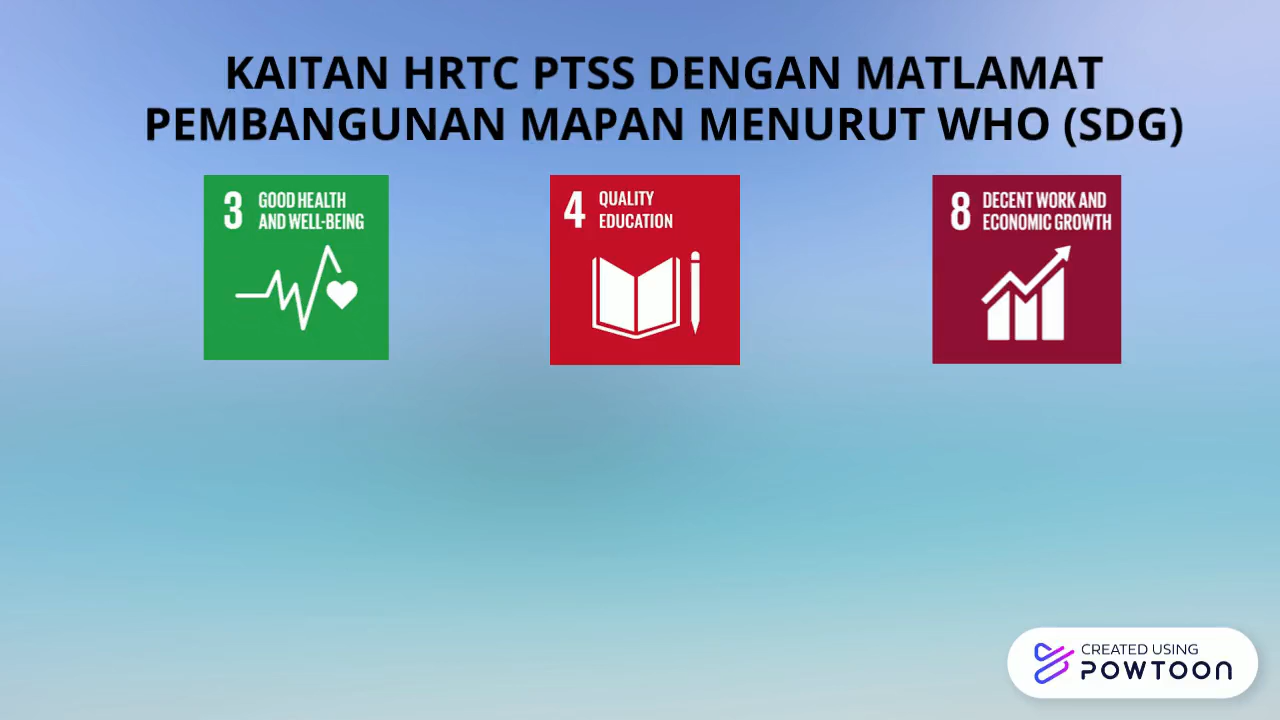 KAITAN HRTC PTSS DENGAN MATLAMAT
PEMBANGUNAN MAPAN MENURUT WHO (SDG)
3 GOOD HEALTH
AND WELL-BEING
4 QUALITY
EDUCATION
8 DECENT WORK AND
ECONOMIC GROWTH
CREATED USING
POWTOON